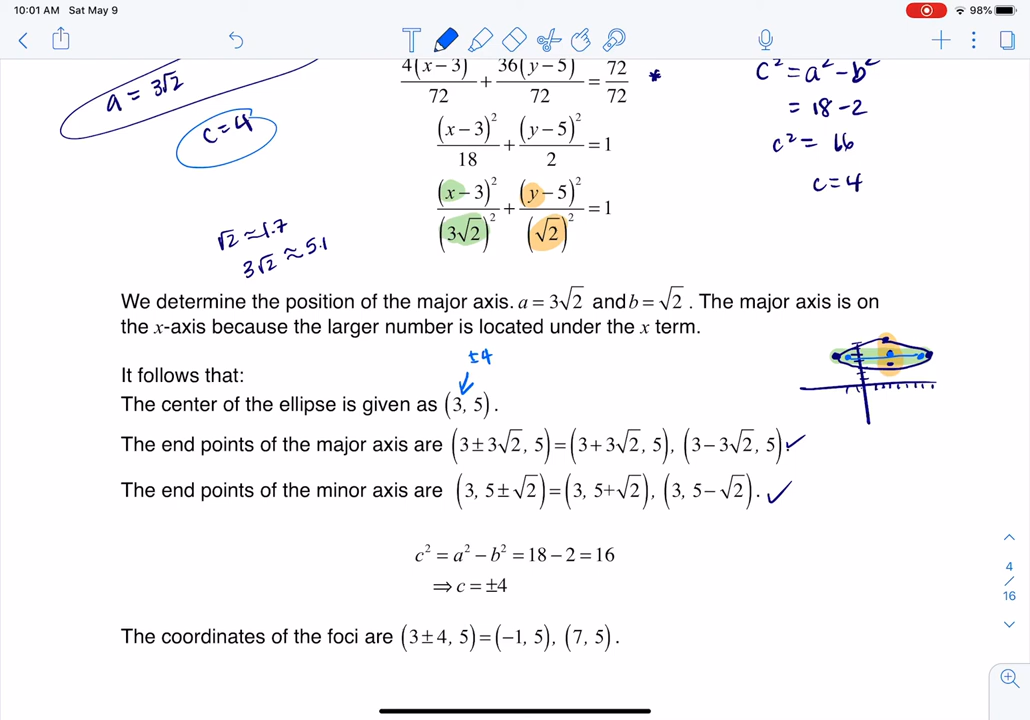 10:01 AM Sat May 9
98%
4(x−3) / 72 + 36(y−5) / 72 = 72 / 72 *
c² = a² − b²
a = 3√2
= 18 − 2
c = 4
(x−3)² / 18 + (y−5)² / 2 = 1
c² = 16
c = 4
(x−3)² / (3√2)² + (y−5)² / (√2)² = 1
√2 ≈ 1.7
3√2 ≈ 5.1
We determine the position of the major axis. a = 3√2 and b = √2 . The major axis is on
the x-axis because the larger number is located under the x term.
±4
It follows that:
The center of the ellipse is given as (3, 5).
The end points of the major axis are (3±3√2, 5)=(3+3√2, 5), (3−3√2, 5).
The end points of the minor axis are (3, 5±√2)=(3, 5+√2), (3, 5−√2).
c² = a² − b² = 18 − 2 = 16
⇒ c = ±4
The coordinates of the foci are (3±4, 5)=(−1, 5), (7, 5).
4
/
16